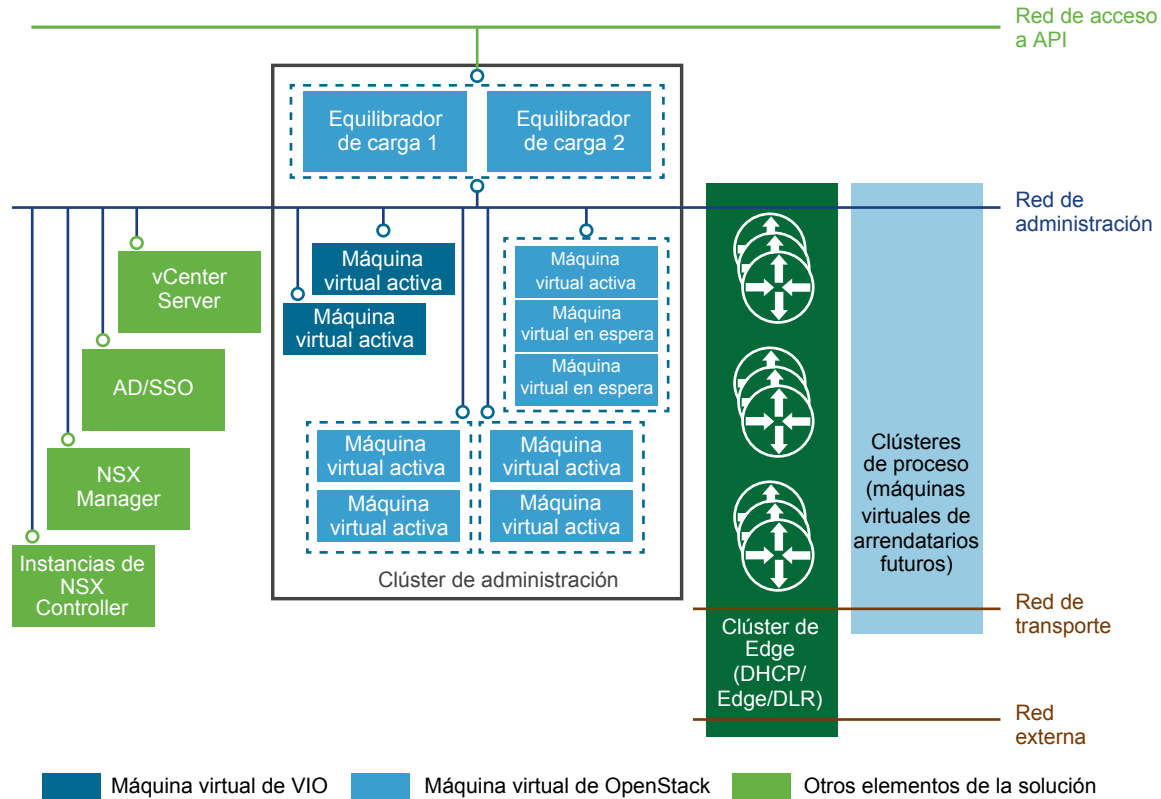 Red de acceso
a API
Equilibrador
de carga 1
Equilibrador
de carga 2
Red de
administración
vCenter
Server
AD/SSO
NSX
Manager
Instancias de
NSX
Controller
Máquina
virtual activa
Máquina
virtual activa
Máquina
virtual activa
Máquina
virtual en espera
Máquina
virtual en espera
Máquina
virtual activa
Máquina
virtual activa
Máquina
virtual activa
Máquina
virtual activa
Clúster de administración
Clúster de
Edge
(DHCP/
Edge/DLR)
Clústeres
de proceso
(máquinas
virtuales de
arrendatarios
futuros)
Red de
transporte
Red
externa
Máquina virtual de VIO
Máquina virtual de OpenStack
Otros elementos de la solución